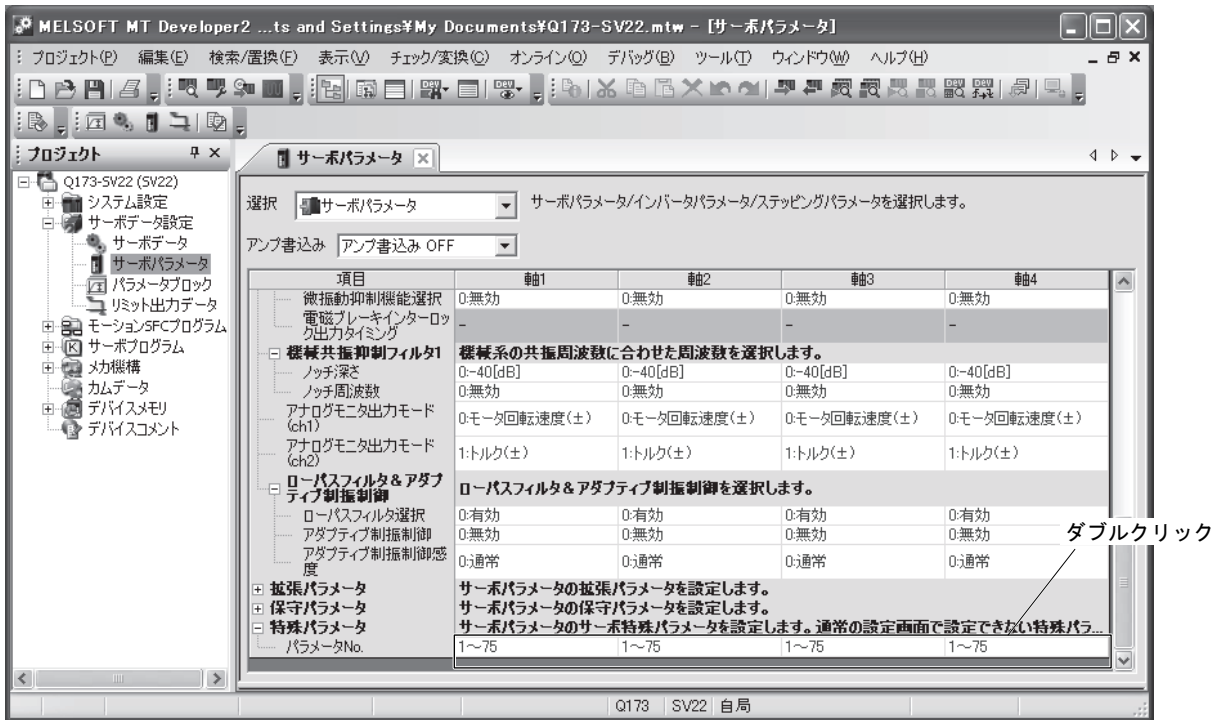 MELSOFT MT Developer2 ...ts and Settings¥My Documents¥Q173-SV22.mtw - [サーボパラメータ]
プロジェクト(P) 編集(E) 検索/置換(F) 表示(V) チェック/変換(C) オンライン(O) デバッグ(B) ツール(T) ウィンドウ(W) ヘルプ(H)
プロジェクト
サーボパラメータ
Q173-SV22 (SV22)
システム設定
サーボデータ設定
サーボデータ
サーボパラメータ
パラメータブロック
リミット出力データ
モーションSFCプログラム
サーボプログラム
メカ機構
カムデータ
デバイスメモリ
デバイスコメント
選択 サーボパラメータ サーボパラメータ/インバータパラメータ/ステッピングパラメータを選択します。
アンプ書込み アンプ書込み OFF
項目 軸1 軸2 軸3 軸4
微振動抑制機能選択 0:無効 0:無効 0:無効 0:無効
電磁ブレーキインターロッ
ク出力タイミング - - - -
機械共振抑制フィルタ1 機械系の共振周波数に合わせた周波数を選択します。
ノッチ深さ 0:-40[dB] 0:-40[dB] 0:-40[dB] 0:-40[dB]
ノッチ周波数 0:無効 0:無効 0:無効 0:無効
アナログモニタ出力モード
(ch1) 0:モータ回転速度(±) 0:モータ回転速度(±) 0:モータ回転速度(±) 0:モータ回転速度(±)
アナログモニタ出力モード
(ch2) 1:トルク(±) 1:トルク(±) 1:トルク(±) 1:トルク(±)
ローパスフィルタ&アダプ
ティブ制振制御 ローパスフィルタ&アダプティブ制振制御を選択します。
ローパスフィルタ選択 0:有効 0:有効 0:有効 0:有効
アダプティブ制振制御 0:無効 0:無効 0:無効 0:無効
アダプティブ制振制御感
度 0:通常 0:通常 0:通常 0:通常
拡張パラメータ サーボパラメータの拡張パラメータを設定します。
保守パラメータ サーボパラメータの保守パラメータを設定します。
特殊パラメータ サーボパラメータのサーボ特殊パラメータを設定します。通常の設定画面で設定できない特殊パラ...
パラメータNo. 1～75 1～75 1～75 1～75
ダブルクリック
Q173 SV22 自局